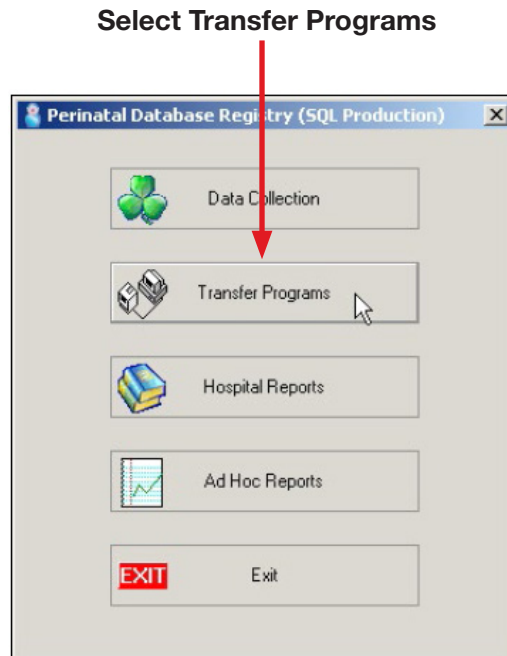 Select Transfer Programs
Perinatal Database Registry (SQL Production)
Data Collection
Transfer Programs
Hospital Reports
Ad Hoc Reports
EXIT Exit